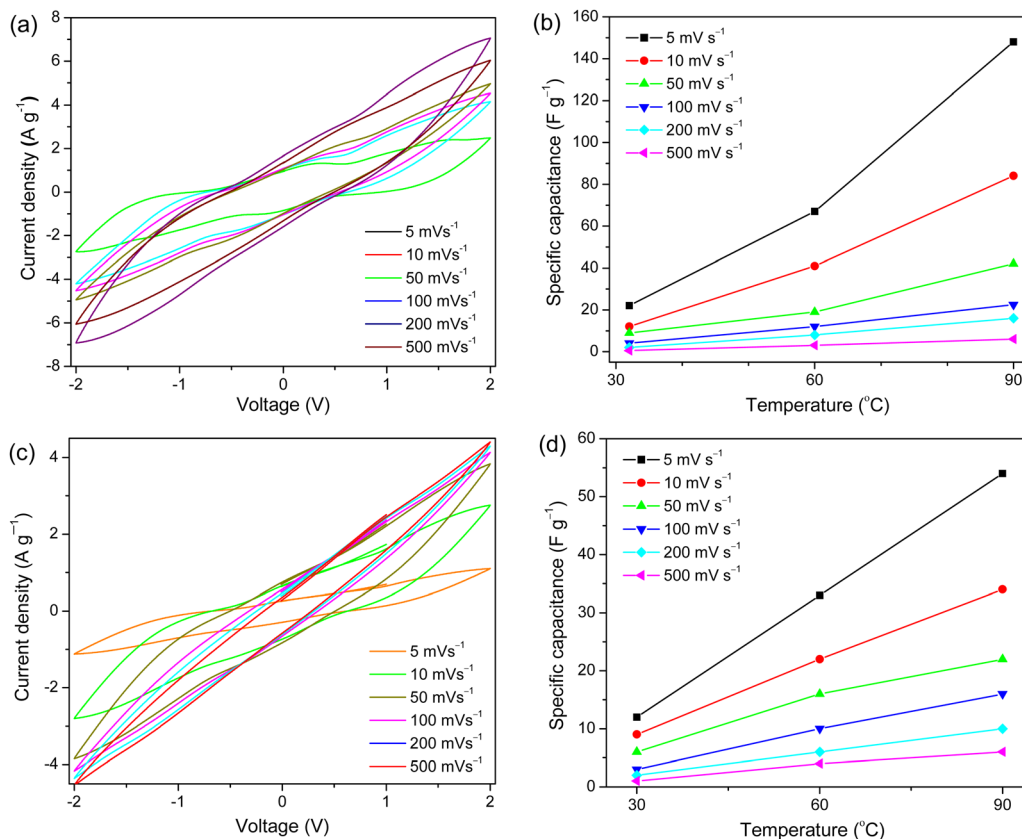 (a)
8
6
4
2
0
-2
-4
-6
-8
Current density (A g⁻¹)
5 mVs⁻¹
10 mVs⁻¹
50 mVs⁻¹
100 mVs⁻¹
200 mVs⁻¹
500 mVs⁻¹
-2 -1 0 1 2
Voltage (V)
(b)
160
140
120
100
80
60
40
20
0
Specific capacitance (F g⁻¹)
5 mV s⁻¹
10 mV s⁻¹
50 mV s⁻¹
100 mV s⁻¹
200 mV s⁻¹
500 mV s⁻¹
30 60 90
Temperature (°C)
(c)
4
2
0
-2
-4
Current density (A g⁻¹)
5 mVs⁻¹
10 mVs⁻¹
50 mVs⁻¹
100 mVs⁻¹
200 mVs⁻¹
500 mVs⁻¹
-2 -1 0 1 2
Voltage (V)
(d)
60
50
40
30
20
10
0
Specific capacitance (F g⁻¹)
5 mV s⁻¹
10 mV s⁻¹
50 mV s⁻¹
100 mV s⁻¹
200 mV s⁻¹
500 mV s⁻¹
30 60 90
Temperature (°C)